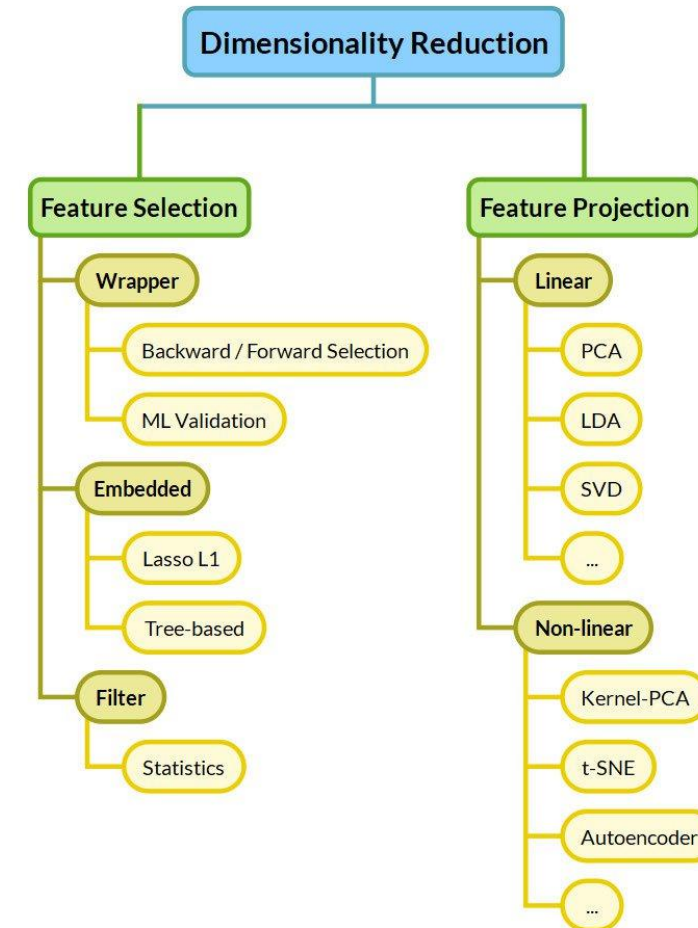 Dimensionality Reduction
Feature Selection
Wrapper
Backward / Forward Selection
ML Validation
Embedded
Lasso L1
Tree-based
Filter
Statistics
Feature Projection
Linear
PCA
LDA
SVD
...
Non-linear
Kernel-PCA
t-SNE
Autoencoder
...